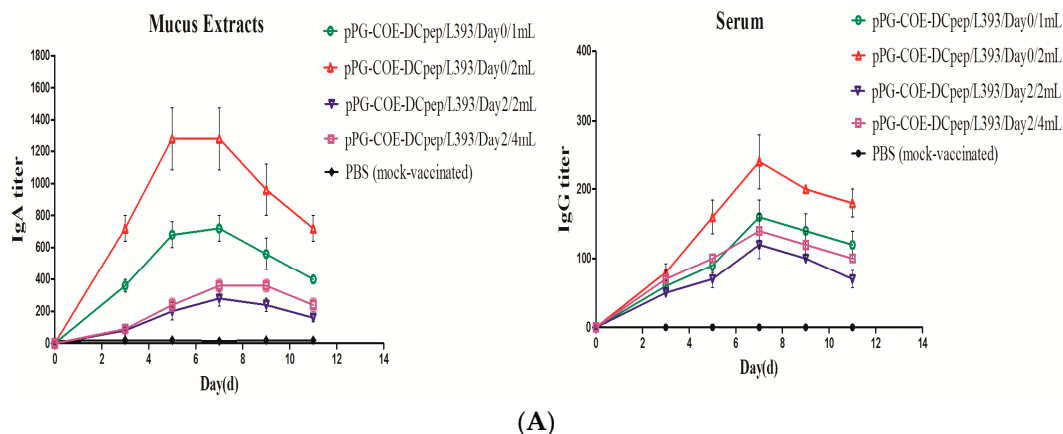 Mucus Extracts
IgA titer
1800
1600
1400
1200
1000
800
600
400
200
0
0 2 4 6 8 10 12 14
Day(d)
pPG-COE-DCpep/L393/Day0/1mL
pPG-COE-DCpep/L393/Day0/2mL
pPG-COE-DCpep/L393/Day2/2mL
pPG-COE-DCpep/L393/Day2/4mL
PBS (mock-vaccinated)
Serum
IgG titer
400
300
200
100
0
0 2 4 6 8 10 12 14
Day(d)
pPG-COE-DCpep/L393/Day0/1mL
pPG-COE-DCpep/L393/Day0/2mL
pPG-COE-DCpep/L393/Day2/2mL
pPG-COE-DCpep/L393/Day2/4mL
PBS (mock-vaccinated)
(A)